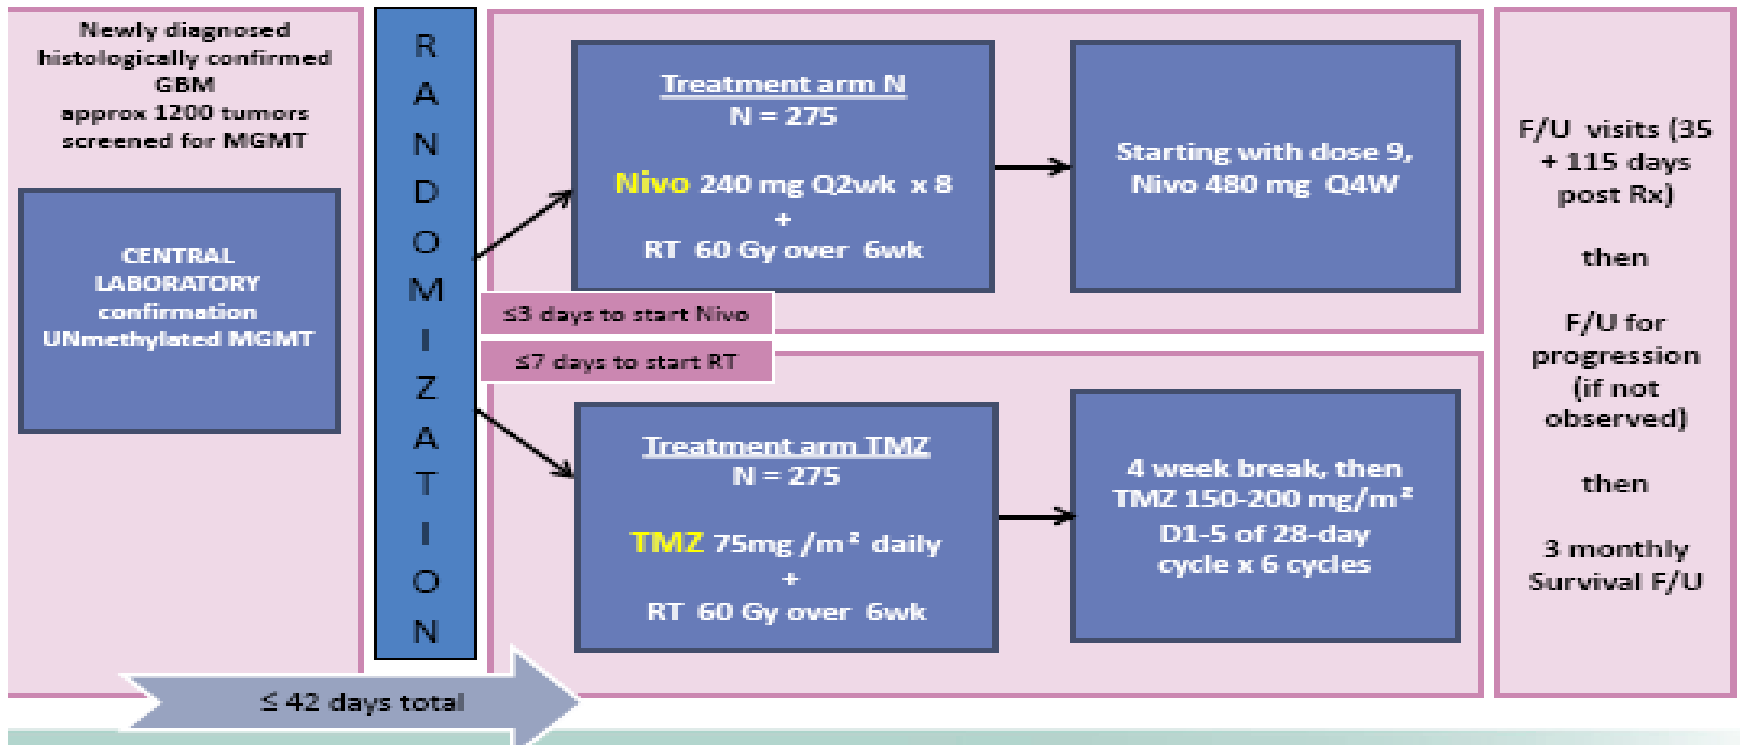 Newly diagnosed
histologically confirmed
GBM
approx 1200 tumors
screened for MGMT
CENTRAL
LABORATORY
confirmation
UNmethylated MGMT
RANDOMIZATION
Treatment arm N
N = 275
Nivo 240 mg Q2wk x 8
+
RT 60 Gy over 6wk
Starting with dose 9,
Nivo 480 mg Q4W
≤3 days to start Nivo
≤7 days to start RT
Treatment arm TMZ
N = 275
TMZ 75mg /m² daily
+
RT 60 Gy over 6wk
4 week break, then
TMZ 150-200 mg/m²
D1-5 of 28-day
cycle x 6 cycles
F/U visits (35
+ 115 days
post Rx)
then
F/U for
progression
(if not
observed)
then
3 monthly
Survival F/U
≤ 42 days total